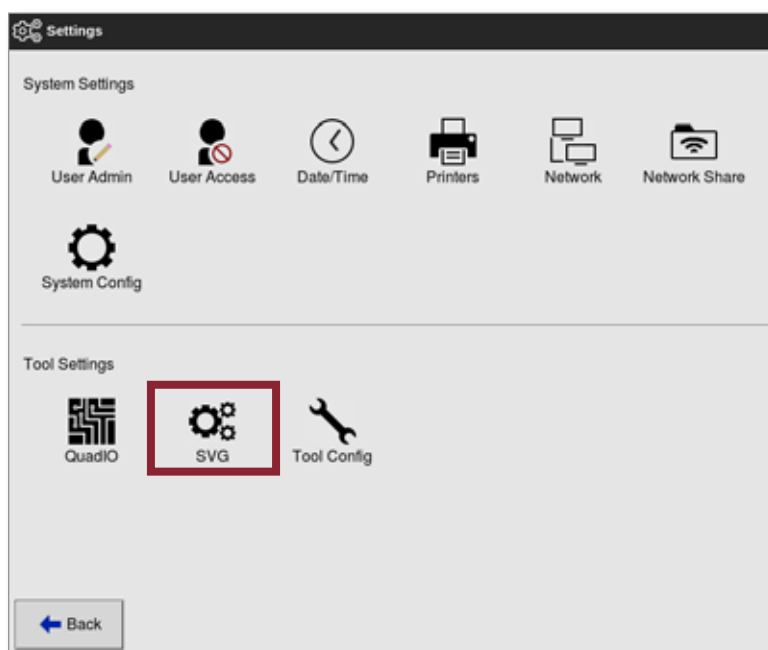 Settings
System Settings
User Admin User Access Date/Time Printers Network Network Share
System Config
Tool Settings
QuadIO SVG Tool Config
Back